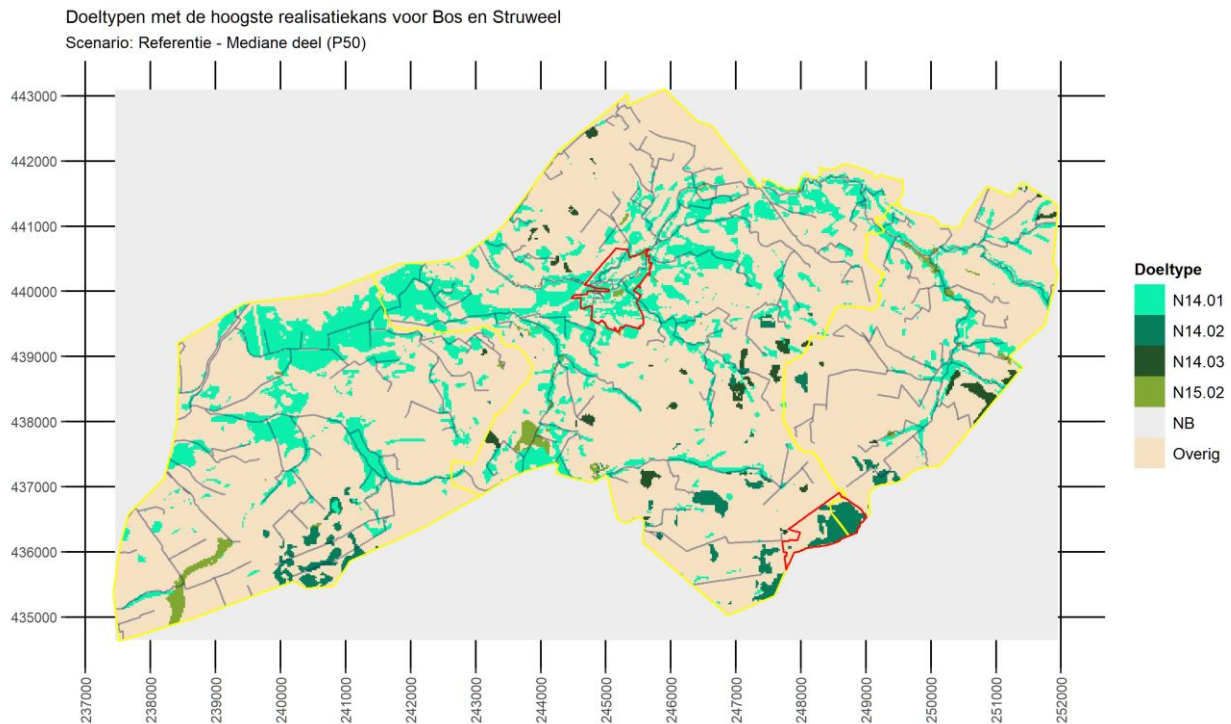 Doeltypen met de hoogste realisatiekans voor Bos en Struweel
Scenario: Referentie - Mediane deel (P50)
443000
442000
441000
440000
439000
438000
437000
436000
435000
237000
238000
239000
240000
241000
242000
243000
244000
245000
246000
247000
248000
249000
250000
251000
252000
Doeltype
N14.01
N14.02
N14.03
N15.02
NB
Overig